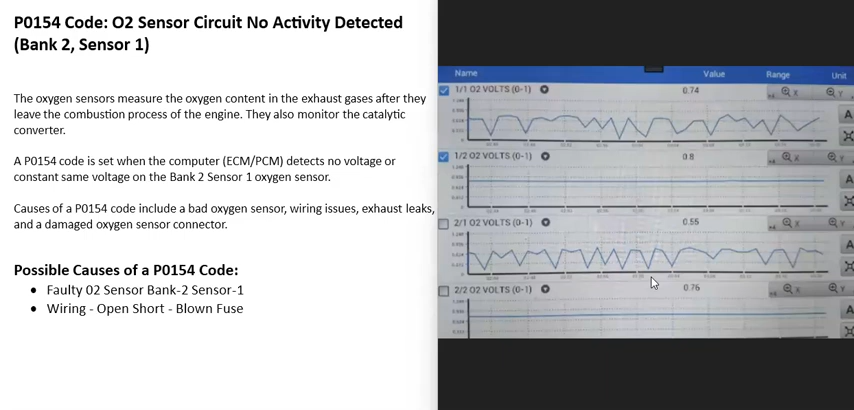 P0154 Code: O2 Sensor Circuit No Activity Detected
(Bank 2, Sensor 1)
The oxygen sensors measure the oxygen content in the exhaust gases after they
leave the combustion process of the engine. They also monitor the catalytic
converter.
A P0154 code is set when the computer (ECM/PCM) detects no voltage or
constant same voltage on the Bank 2 Sensor 1 oxygen sensor.
Causes of a P0154 code include a bad oxygen sensor, wiring issues, exhaust leaks,
and a damaged oxygen sensor connector.
Possible Causes of a P0154 Code:
• Faulty 02 Sensor Bank-2 Sensor-1
• Wiring - Open Short - Blown Fuse
Name Value Range Unit
1/1 O2 VOLTS (0-1) 0.74 X Y
A
1/2 O2 VOLTS (0-1) 0.8 X Y
A
2/1 O2 VOLTS (0-1) 0.55 X Y
A
2/2 O2 VOLTS (0-1) 0.76 X Y
A